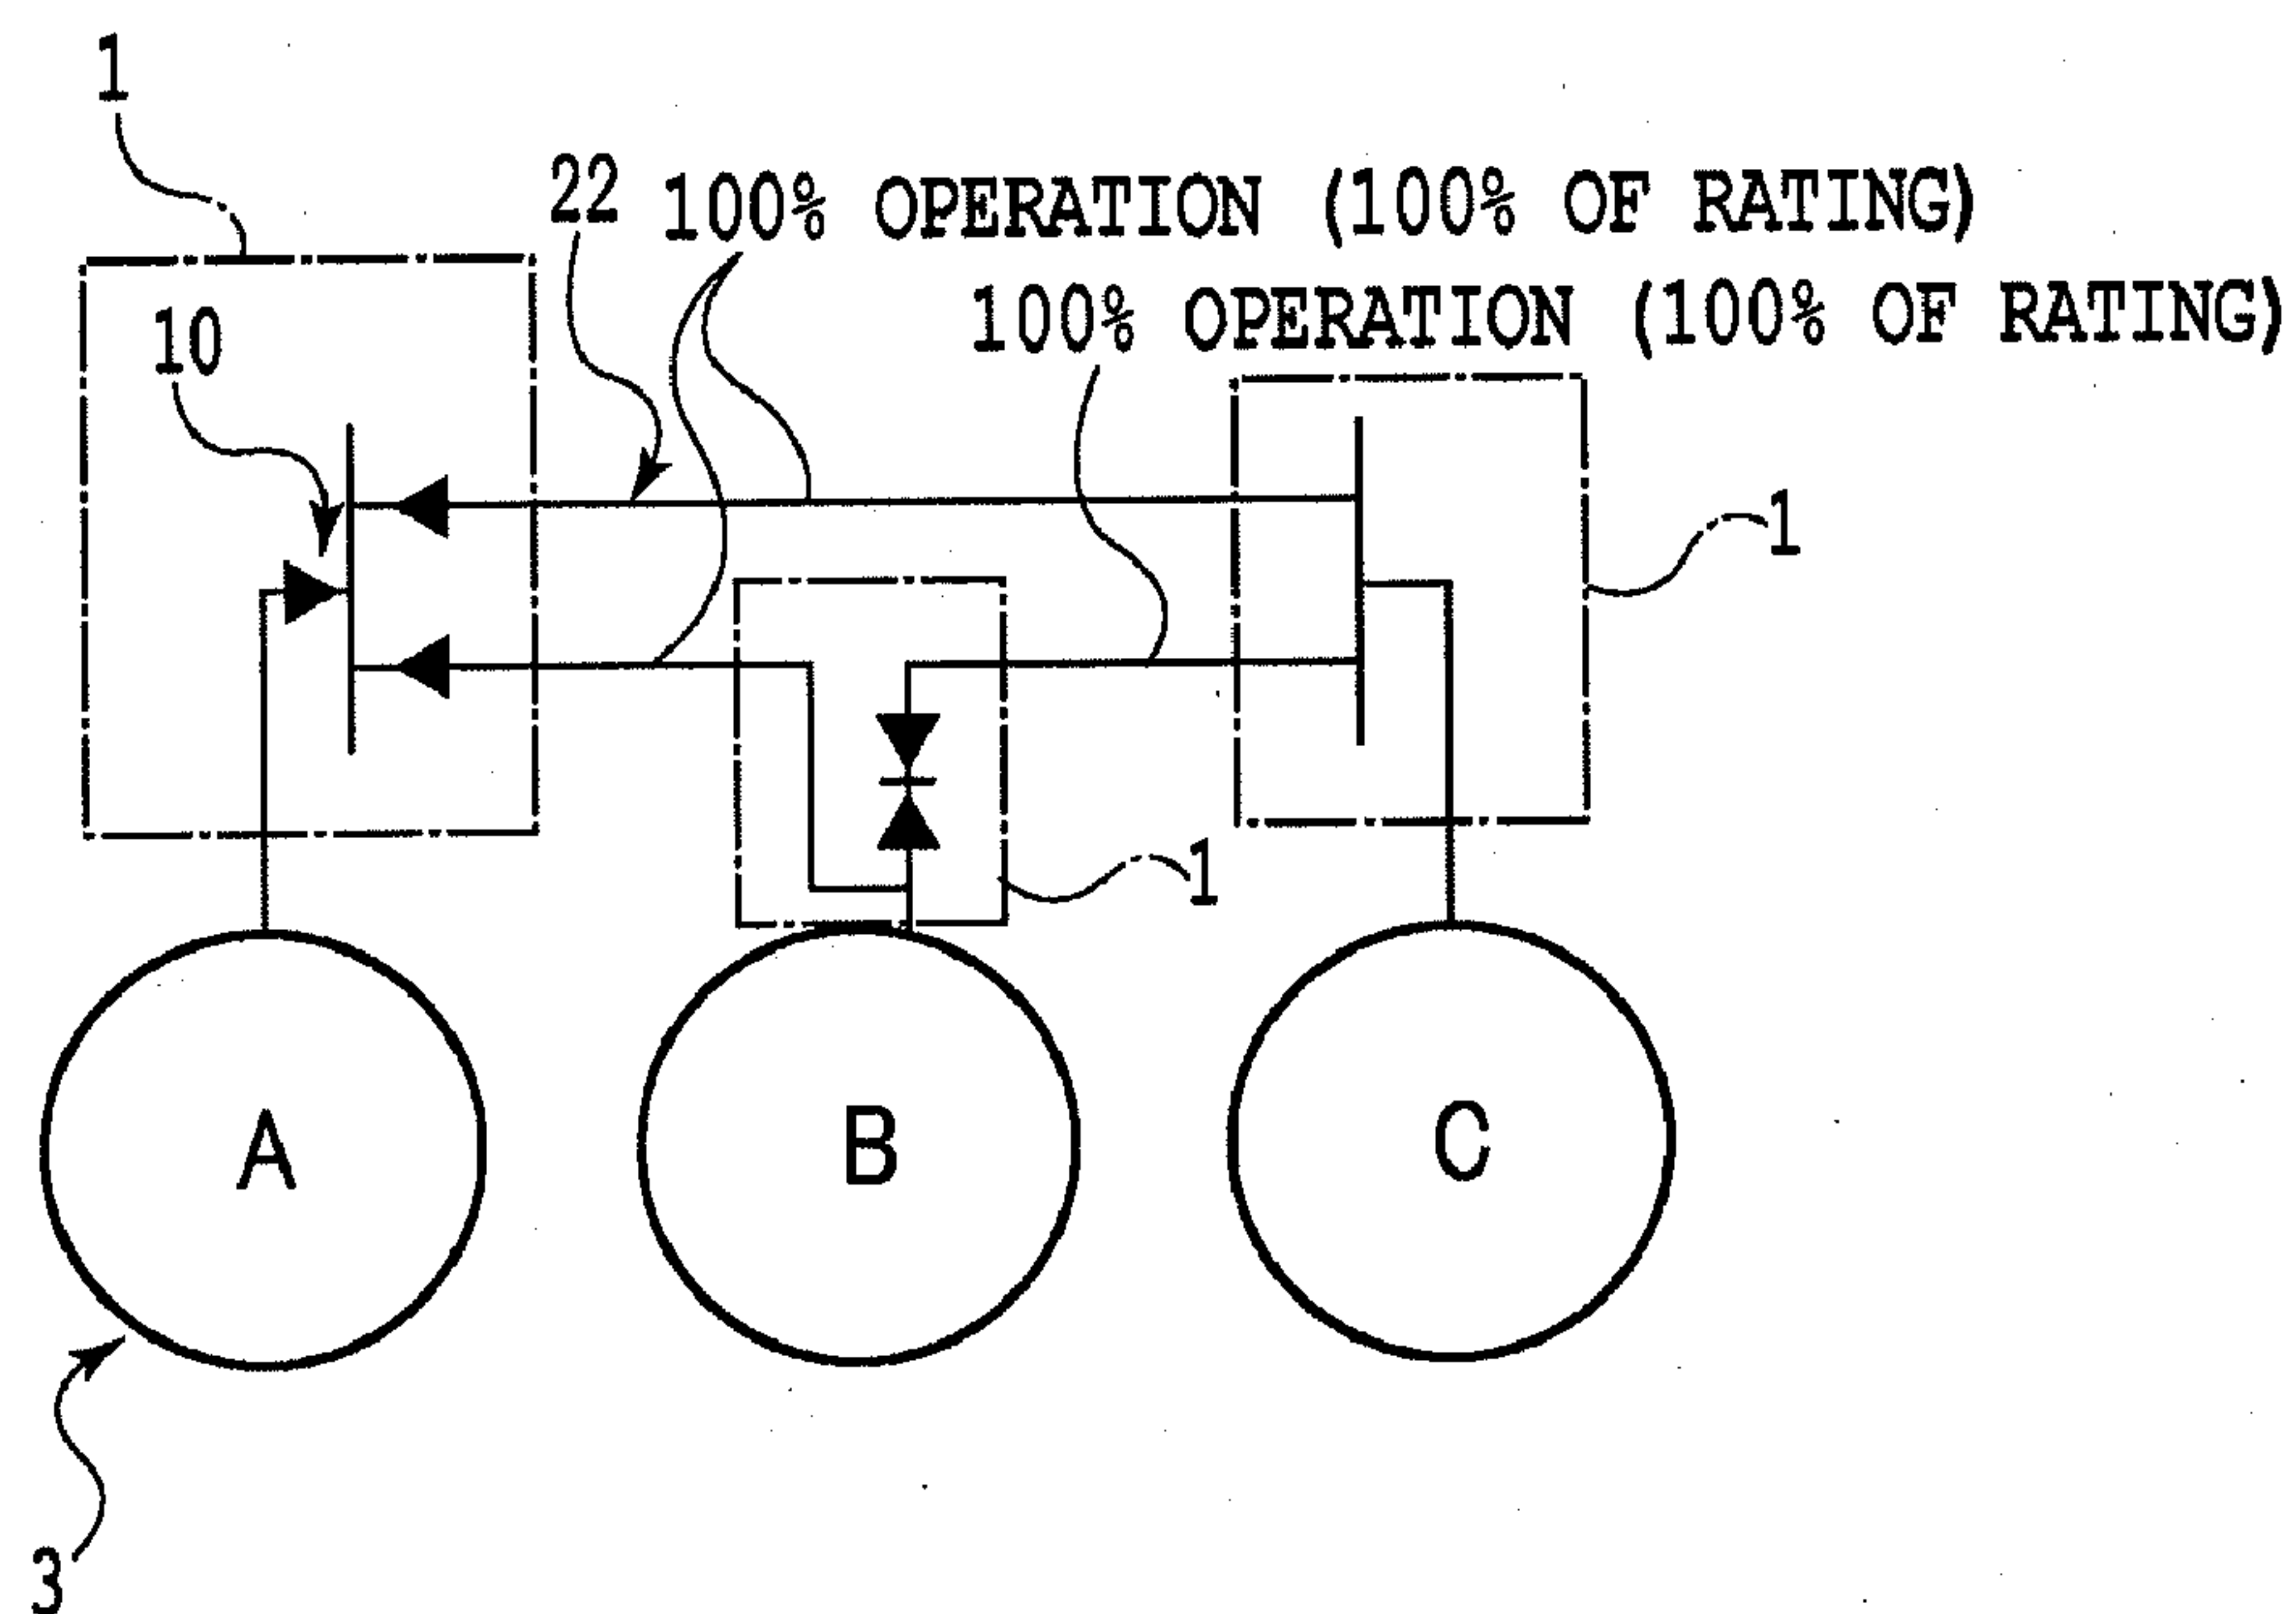 1
22 100% OPERATION (100% OF RATING)
100% OPERATION (100% OF RATING)
10
1
1
A
B
C
3